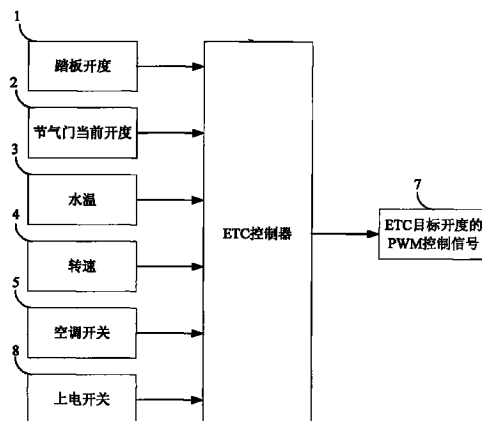 1
踏板开度
2
节气门当前开度
3
水温
4
转速
5
空调开关
8
上电开关
ETC控制器
7
ETC目标开度的
PWM控制信号